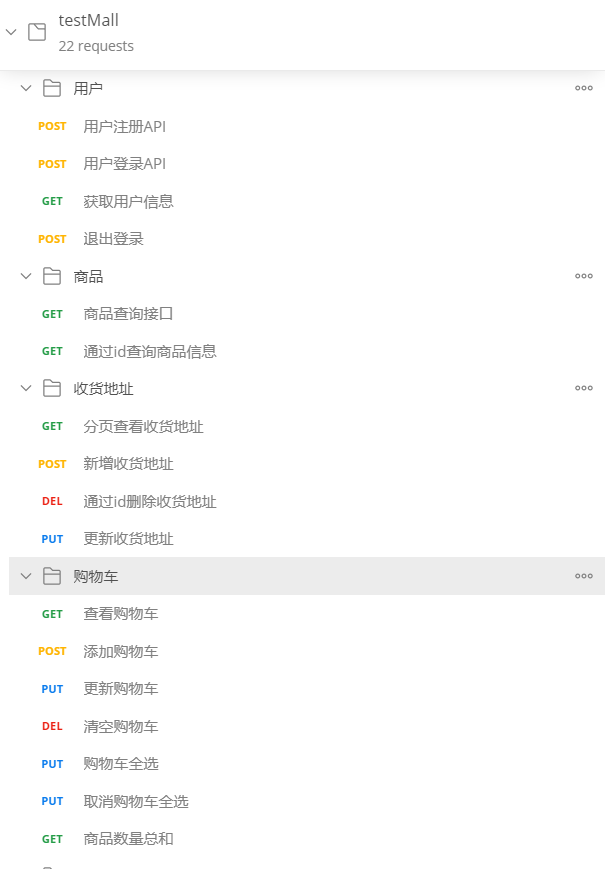 testMall
22 requests
用户
POST 用户注册API
POST 用户登录API
GET 获取用户信息
POST 退出登录
商品
GET 商品查询接口
GET 通过id查询商品信息
收货地址
GET 分页查看收货地址
POST 新增收货地址
DEL 通过id删除收货地址
PUT 更新收货地址
购物车
GET 查看购物车
POST 添加购物车
PUT 更新购物车
DEL 清空购物车
PUT 购物车全选
PUT 取消购物车全选
GET 商品数量总和